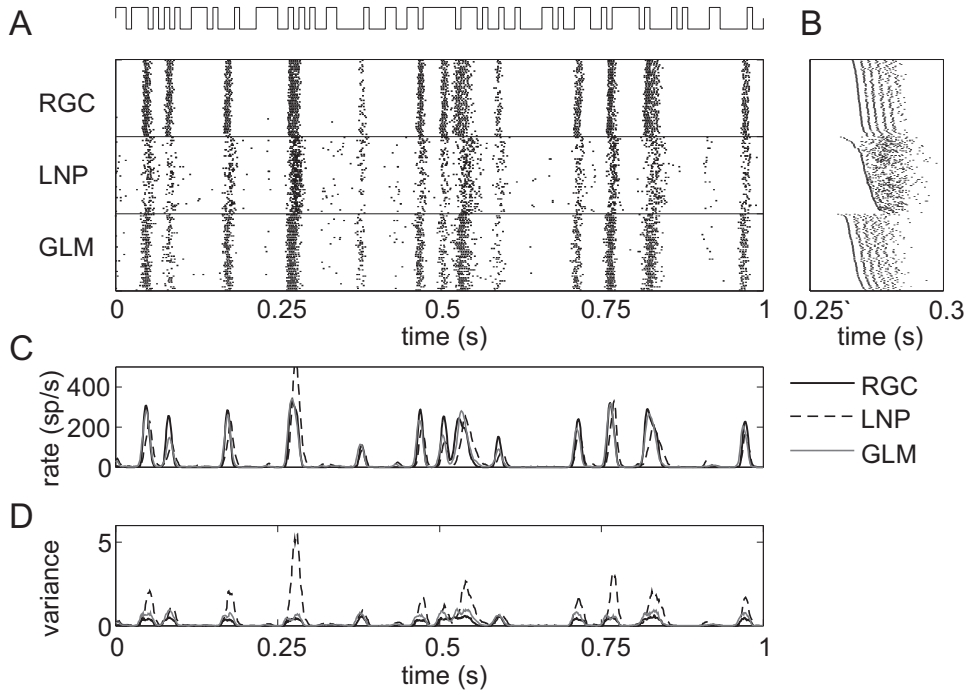 A
B
RGC
LNP
GLM
0 0.25 0.5 0.75 1
time (s)
0.25 0.3
time (s)
C
400
200
0
rate (sp/s)
RGC
LNP
GLM
D
5
0
variance
0 0.25 0.5 0.75 1
time (s)